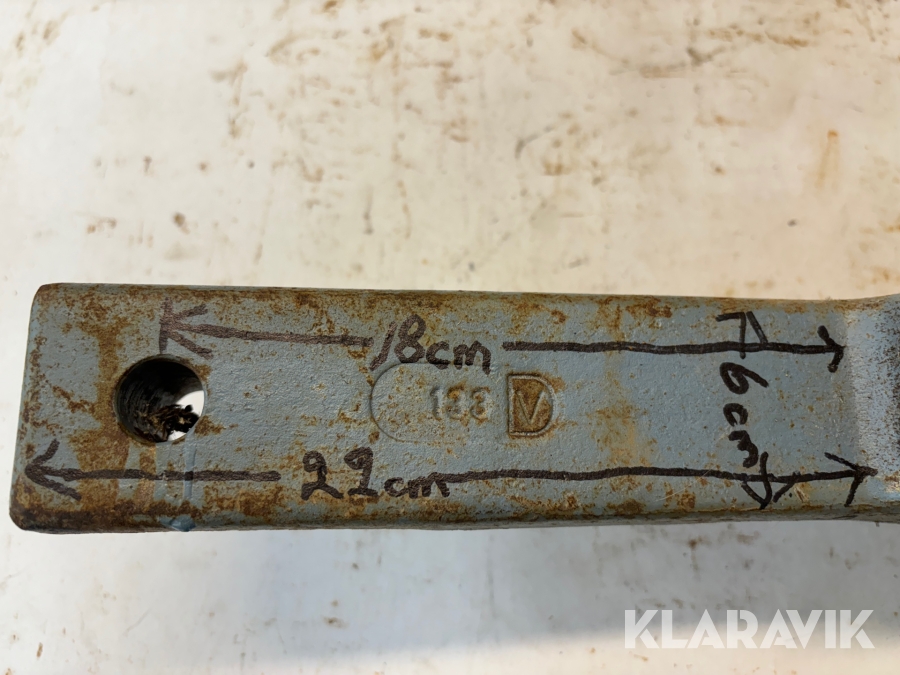 18cm
6cm
133 V
22cm
KLARAVIK